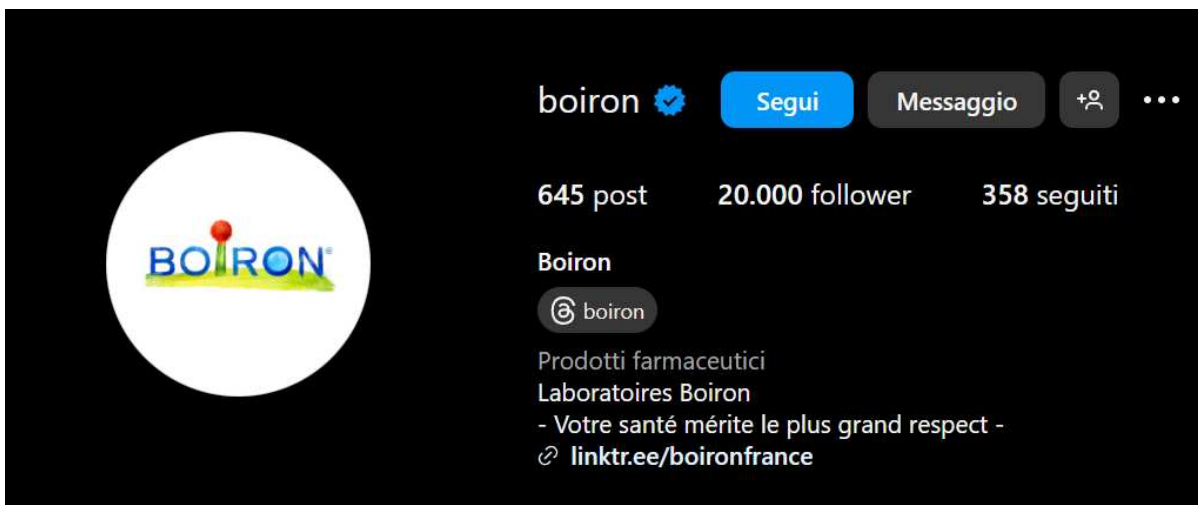 BOIRON®
boiron Segui Messaggio
645 post 20.000 follower 358 seguiti
Boiron
boiron
Prodotti farmaceutici
Laboratoires Boiron
- Votre santé mérite le plus grand respect -
linktr.ee/boironfrance